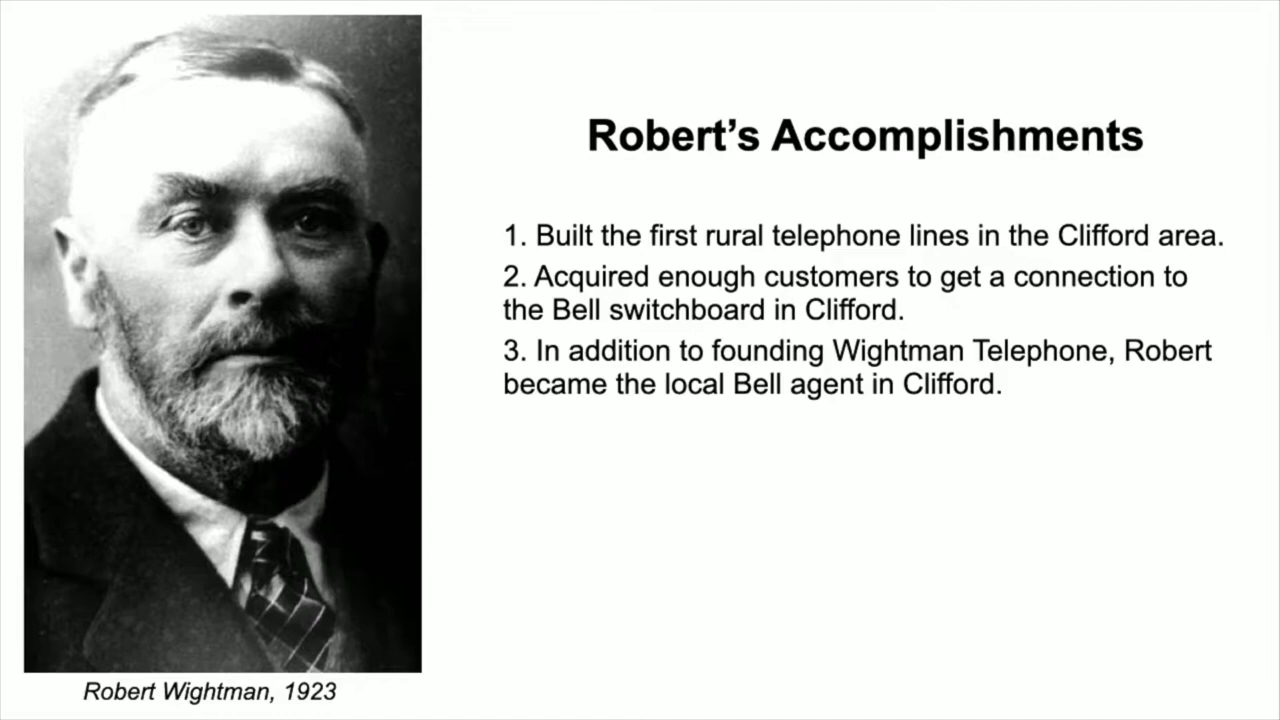 Robert's Accomplishments
1. Built the first rural telephone lines in the Clifford area.
2. Acquired enough customers to get a connection to
the Bell switchboard in Clifford.
3. In addition to founding Wightman Telephone, Robert
became the local Bell agent in Clifford.
Robert Wightman, 1923